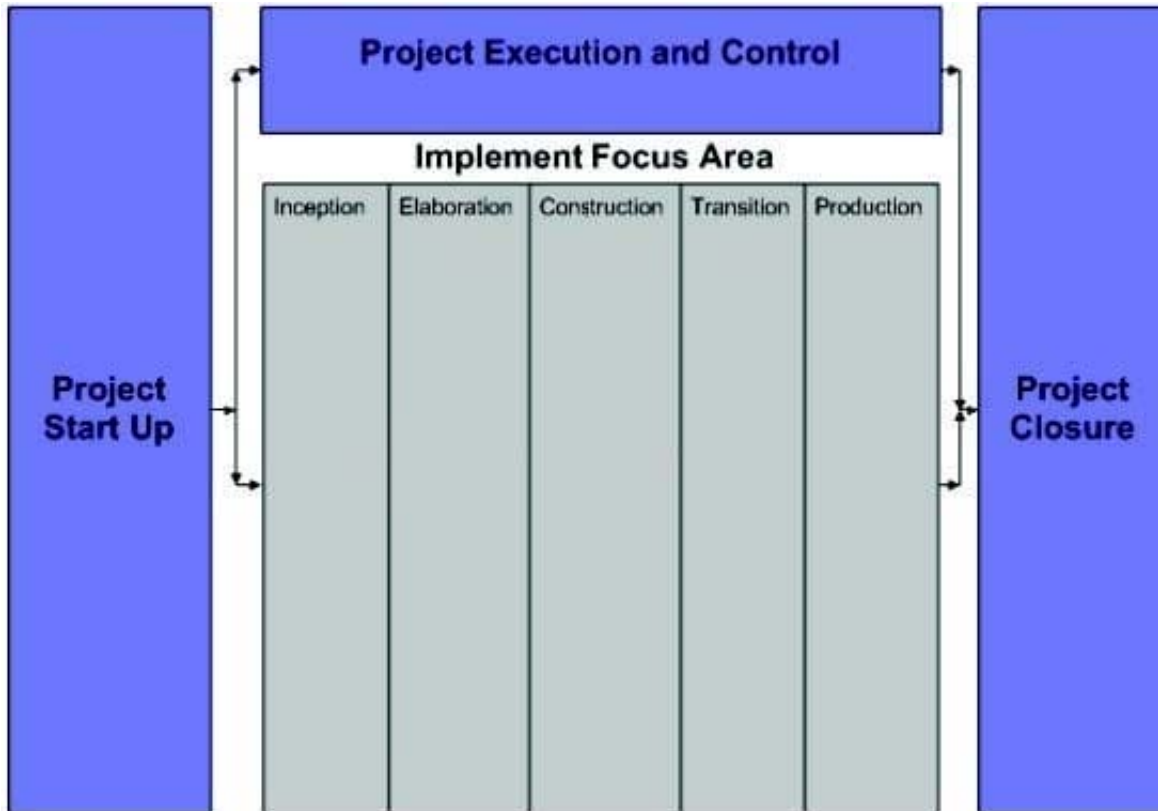 Project Execution and Control
Implement Focus Area
Inception
Elaboration
Construction
Transition
Production
Project
Start Up
Project
Closure